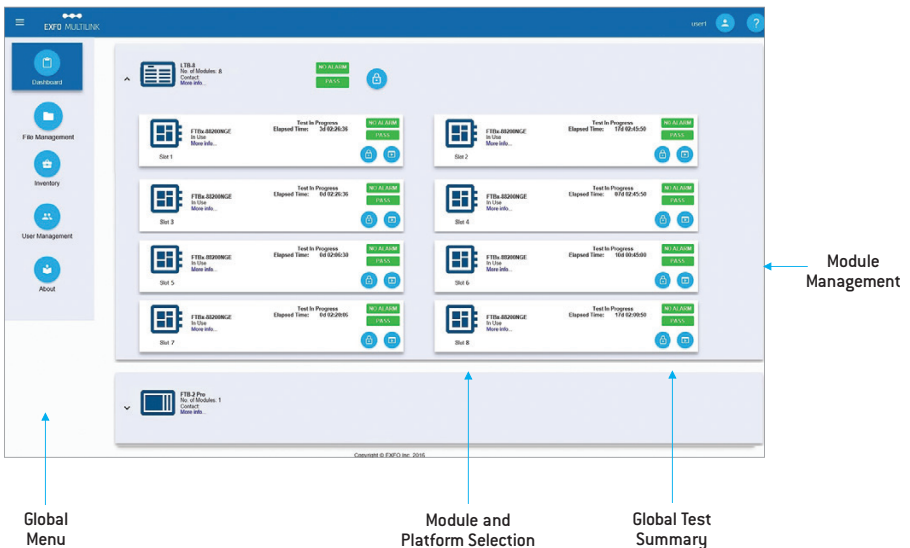 EXFO MULTILINK
user1
?
Dashboard
File Management
Inventory
User Management
About
LTB-8
No. of Modules: 8
Contact:
More info...
NO ALARM
PASS
FTBx-88200NGE
In Use
More info...
Slot 1
Test In Progress
Elapsed Time: 3d 02:26:36
NO ALARM
PASS
FTBx-88200NGE
In Use
More info...
Slot 2
Test In Progress
Elapsed Time: 17d 02:45:50
NO ALARM
PASS
FTBx-88200NGE
In Use
More info...
Slot 3
Test In Progress
Elapsed Time: 0d 02:26:36
NO ALARM
PASS
FTBx-88200NGE
In Use
More info...
Slot 4
Test In Progress
Elapsed Time: 07d 02:45:50
NO ALARM
PASS
FTBx-88200NGE
In Use
More info...
Slot 5
Test In Progress
Elapsed Time: 0d 02:06:30
NO ALARM
PASS
FTBx-88200NGE
In Use
More info...
Slot 6
Test In Progress
Elapsed Time: 10d 00:45:00
NO ALARM
PASS
FTBx-88200NGE
In Use
More info...
Slot 7
Test In Progress
Elapsed Time: 0d 02:20:05
NO ALARM
PASS
FTBx-88200NGE
In Use
More info...
Slot 8
Test In Progress
Elapsed Time: 17d 02:00:50
NO ALARM
PASS
FTB-2 Pro
No. of Modules: 1
Contact:
More info...
Copyright © EXFO Inc. 2016
Module
Management
Global
Menu
Module and
Platform Selection
Global Test
Summary